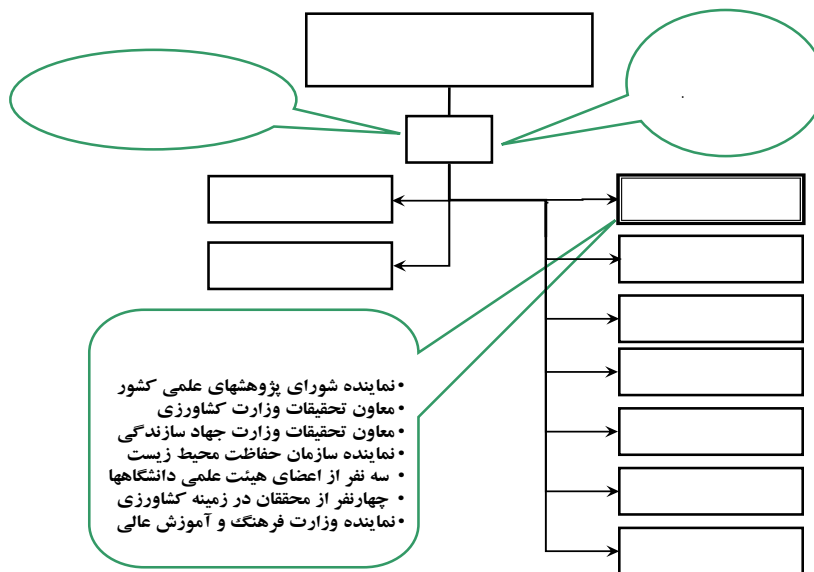 •نماینده شورای پژوهشهای علمی کشور
•معاون تحقیقات وزارت کشاورزی
•معاون تحقیقات وزارت جهاد سازندگی
•نماینده سازمان حفاظت محیط زیست
• سه نفر از اعضای هیئت علمی دانشگاهها
• چهارنفر از محققان در زمینه کشاورزی
•نماینده وزارت فرهنگ و آموزش عالی